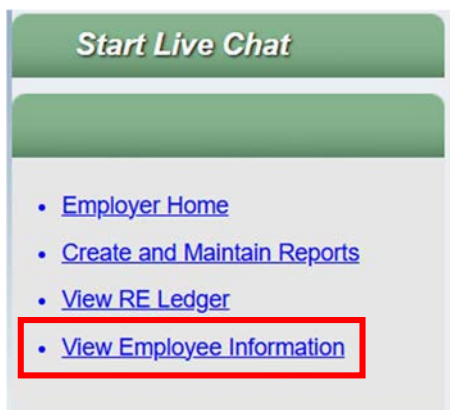 Start Live Chat
Employer Home
Create and Maintain Reports
View RE Ledger
View Employee Information